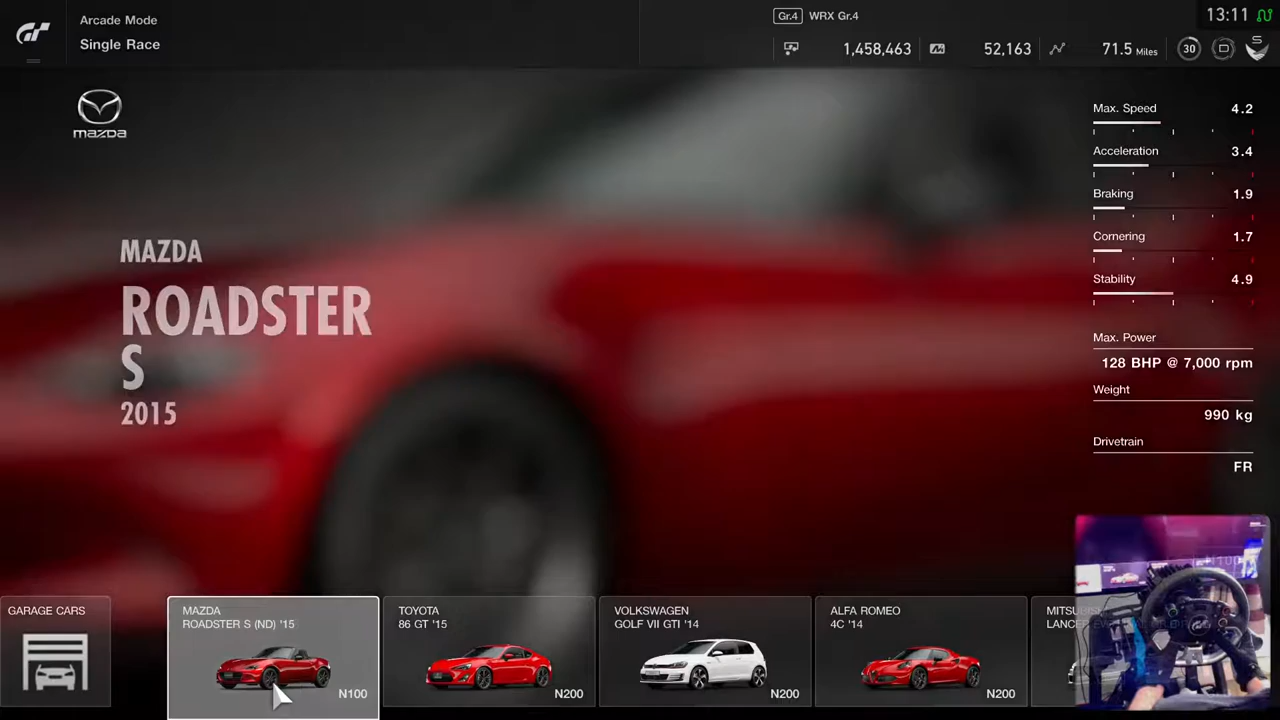 Arcade Mode
Single Race
Gr.4 WRX Gr.4
13:11
1,458,463
52,163
71.5 Miles
30
D
S
mazda
MAZDA
ROADSTER
S
2015
Max. Speed 4.2
Acceleration 3.4
Braking 1.9
Cornering 1.7
Stability 4.9
Max. Power
128 BHP @ 7,000 rpm
Weight
990 kg
Drivetrain
FR
GARAGE CARS
MAZDA
ROADSTER S (ND) '15
N100
TOYOTA
86 GT '15
N200
VOLKSWAGEN
GOLF VII GTI '14
N200
ALFA ROMEO
4C '14
N200